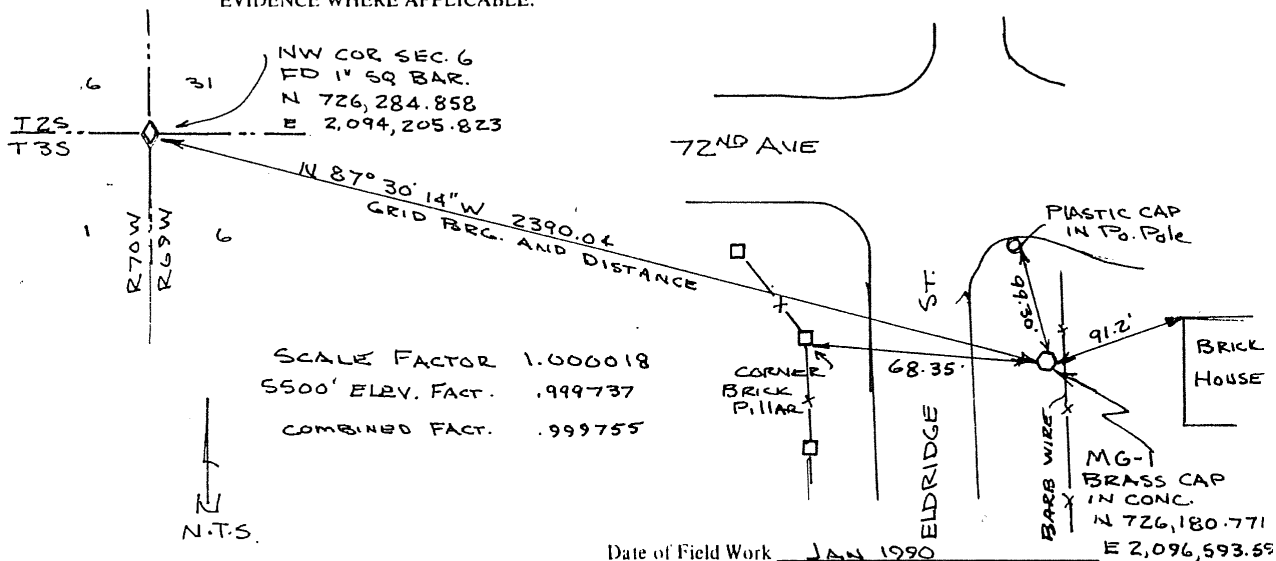 EVIDENCE WHERE APPLICABLE.
NW COR SEC. 6
FD 1" SQ BAR.
N 726,284.858
E 2,094,205.823
6
31
T2S
T3S
1
R70W
R69W
6
N 87° 30' 14" W 2390.04
GRID BRG. AND DISTANCE
72ND AVE
PLASTIC CAP
IN Po. Pole
99.30'
91.2'
BRICK
HOUSE
68.35'
CORNER
BRICK
PILLAR
ELDRIDGE ST.
BARB WIRE
SCALE FACTOR 1.000018
5500' ELEV. FACT. .999737
COMBINED FACT. .999755
MG-1
BRASS CAP
IN CONC.
N 726,180.771
E 2,096,593.59
N
N.T.S.
Date of Field Work JAN 1990